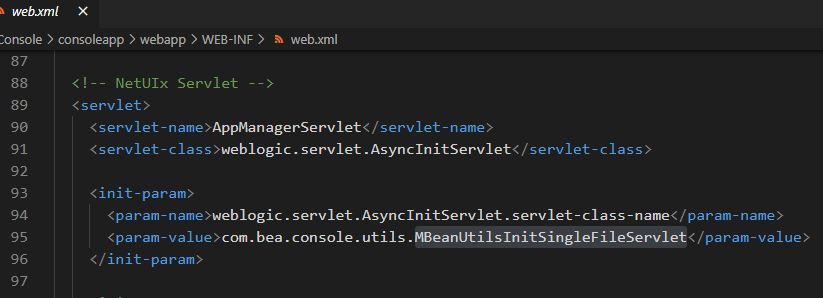 web.xml ×
Console > consoleapp > webapp > WEB-INF > web.xml
87
88 <!-- NetUIx Servlet -->
89 <servlet>
90 <servlet-name>AppManagerServlet</servlet-name>
91 <servlet-class>weblogic.servlet.AsyncInitServlet</servlet-class>
92
93 <init-param>
94 <param-name>weblogic.servlet.AsyncInitServlet.servlet-class-name</param-name>
95 <param-value>com.bea.console.utils.MBeanUtilsInitSingleFileServlet</param-value>
96 </init-param>
97